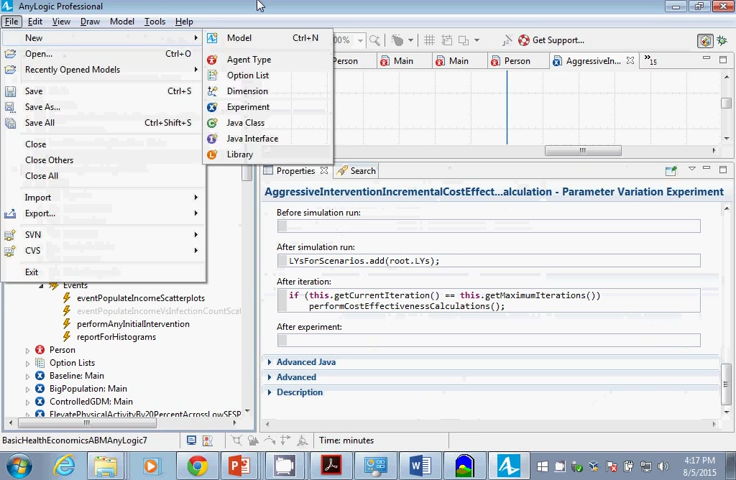 AnyLogic Professional
File Edit View Draw Model Tools Help
New
Open... Ctrl+O
Recently Opened Models
Save Ctrl+S
Save As...
Save All Ctrl+Shift+S
Close
Close Others
Close All
Import
Export...
SVN
CVS
Exit
Model Ctrl+N
Agent Type
Option List
Dimension
Experiment
Java Class
Java Interface
Library
% Get Support...
Person Main Main Person AggressiveIn... 15
Properties Search
AggressiveInterventionIncrementalCostEffect...alculation - Parameter Variation Experiment
Before simulation run:
After simulation run:
LYsForScenarios.add(root.LYs);
After iteration:
if (this.getCurrentIteration() == this.getMaximumIterations())
performCostEffectivenessCalculations();
After experiment:
Advanced Java
Advanced
Description
Events
eventPopulateIncomeScatterplots
eventPopulateIncomeVsInfectionCountScat
performAnyInitialIntervention
reportForHistograms
Person
Option Lists
Baseline: Main
BigPopulation: Main
ControlledGDM: Main
ElevatePhysicalActivityBy20PercentAcrossLowSESP
BasicHealthEconomicsABMAnyLogic7
Time: minutes
4:17 PM
8/5/2015